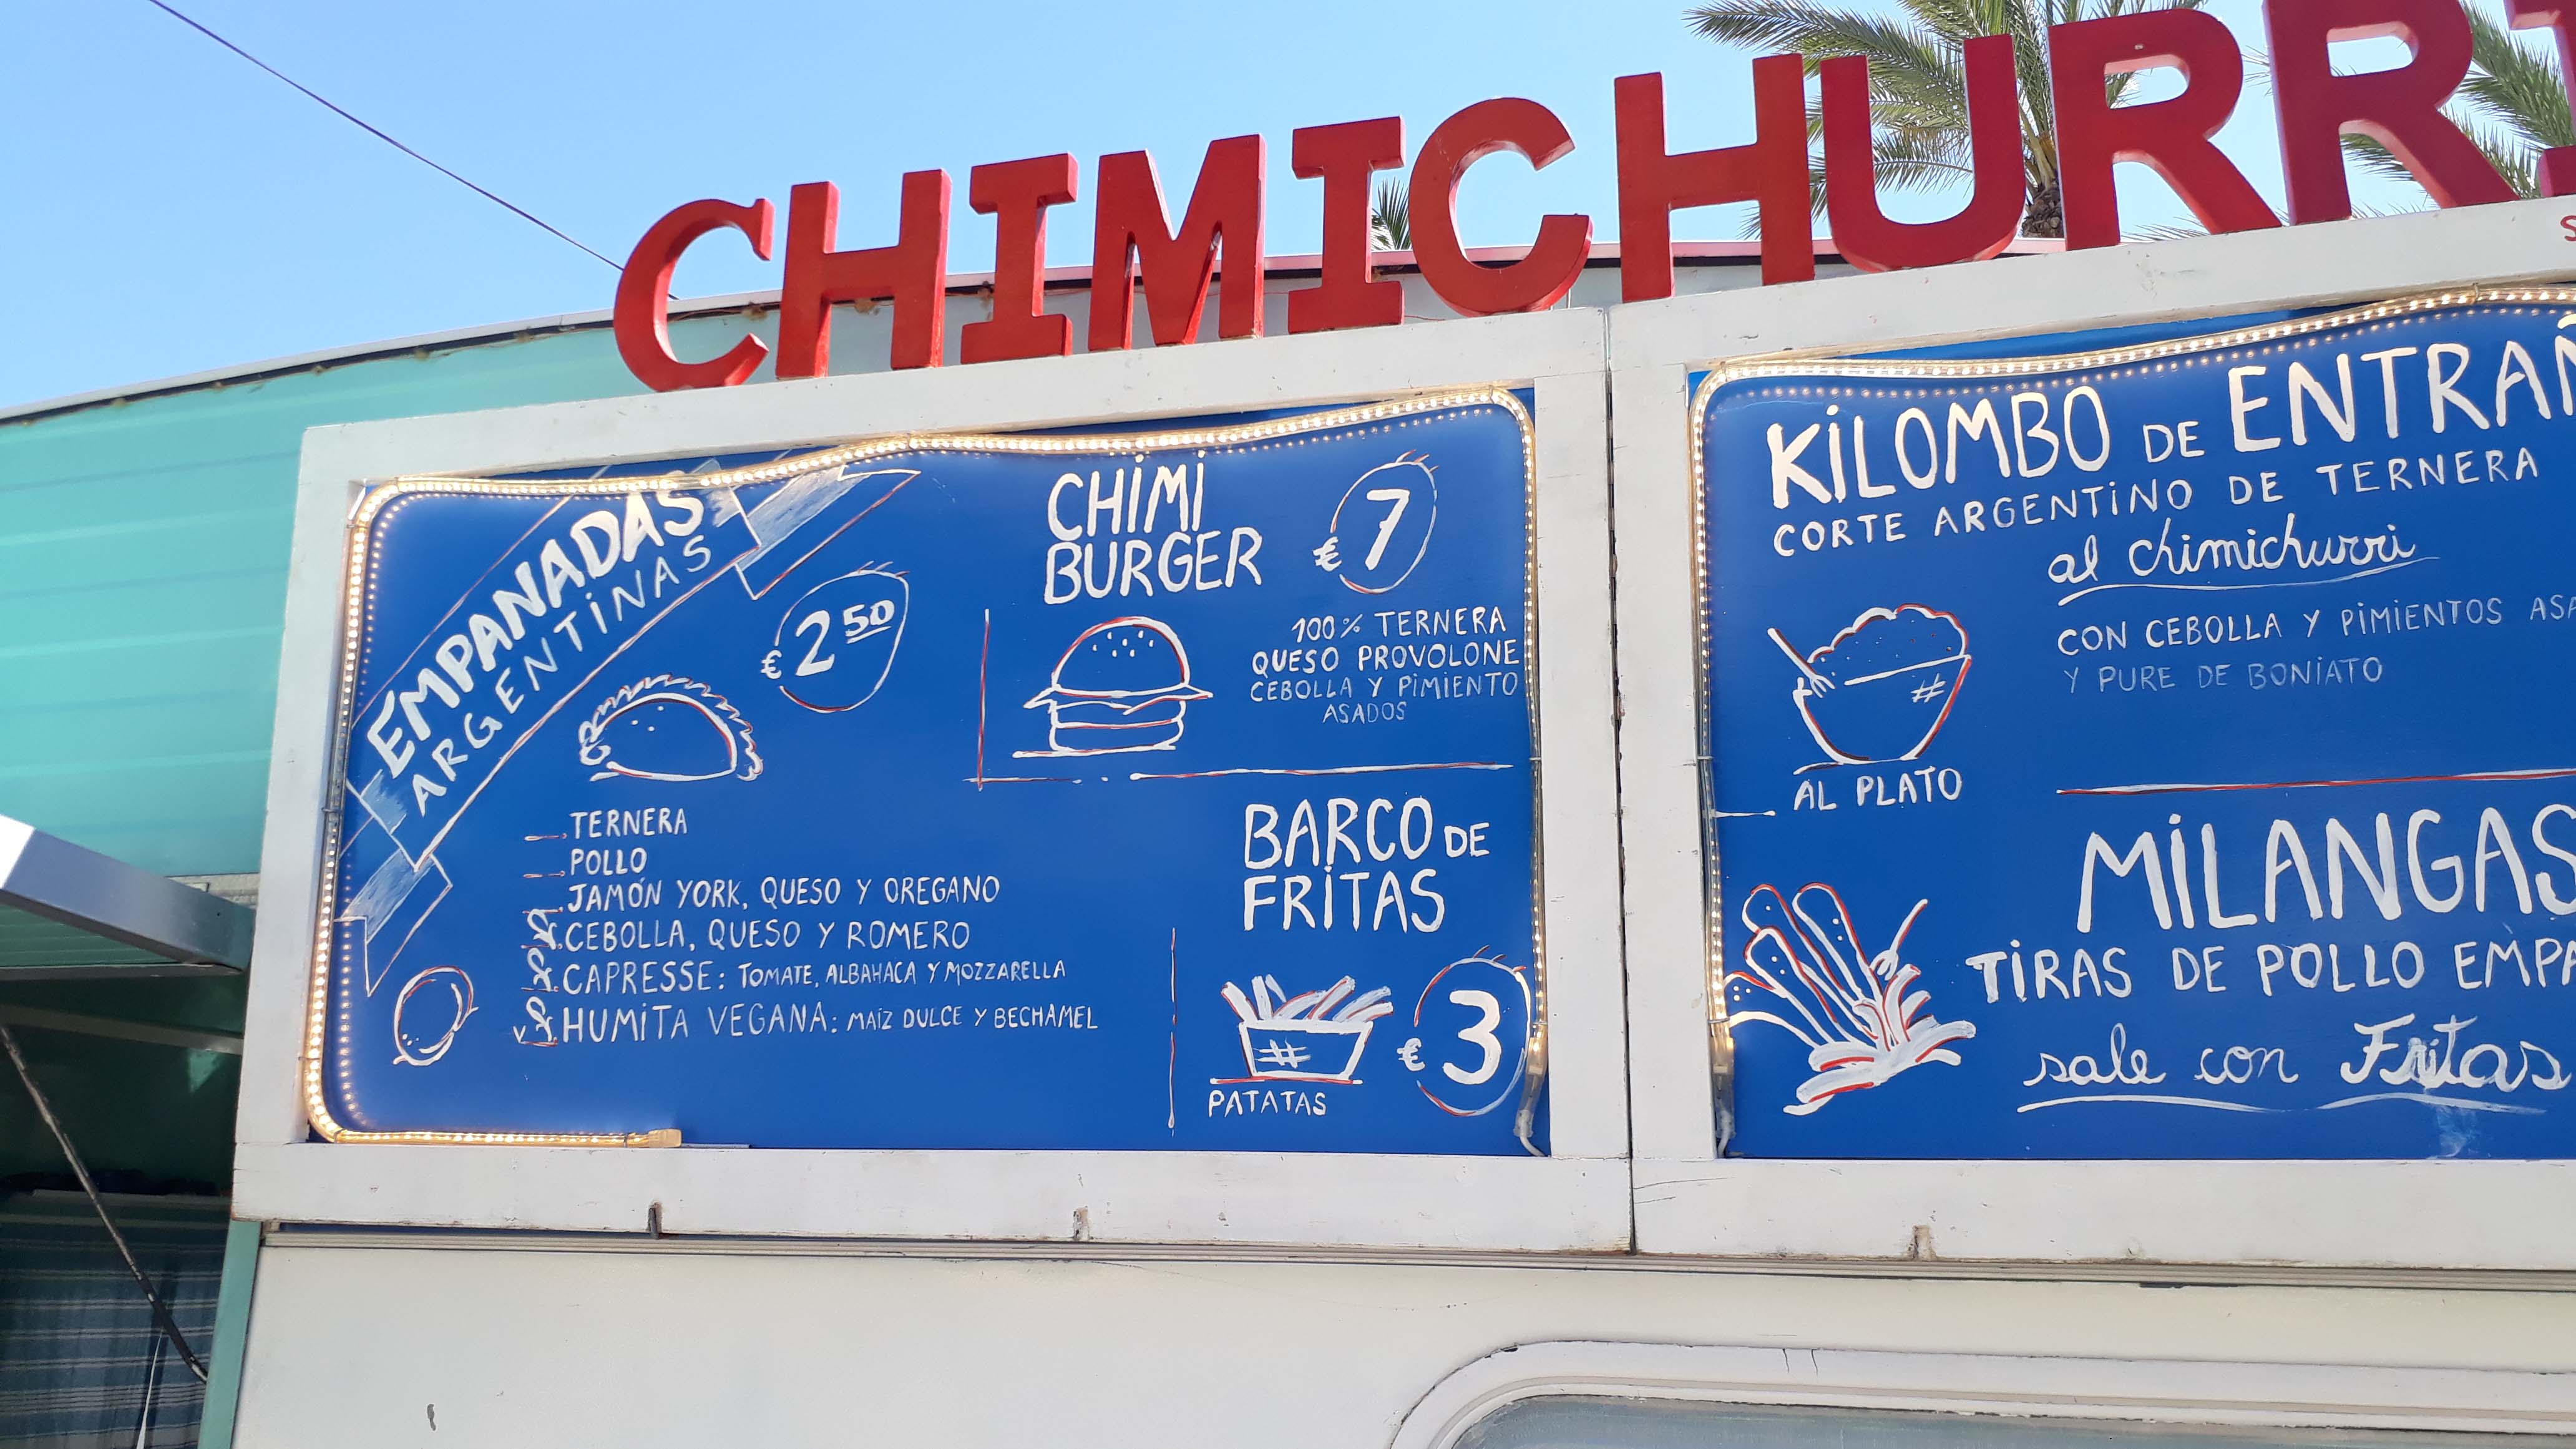 CHIMICHURRI
EMPANADAS
ARGENTINAS
€ 2 50
TERNERA
POLLO
JAMÓN YORK, QUESO Y OREGANO
CEBOLLA, QUESO Y ROMERO
CAPRESSE: TOMATE, ALBAHACA Y MOZZARELLA
HUMITA VEGANA: MAÍZ DULCE Y BECHAMEL
CHIMI
BURGER
€ 7
100% TERNERA
QUESO PROVOLONE
CEBOLLA Y PIMIENTO
ASADOS
BARCO DE
FRITAS
€ 3
PATATAS
KILOMBO DE ENTRAÑ
CORTE ARGENTINO DE TERNERA
al chimichurri
CON CEBOLLA Y PIMIENTOS ASA
Y PURE DE BONIATO
AL PLATO
MILANGAS
TIRAS DE POLLO EMPA
sale con Fritas